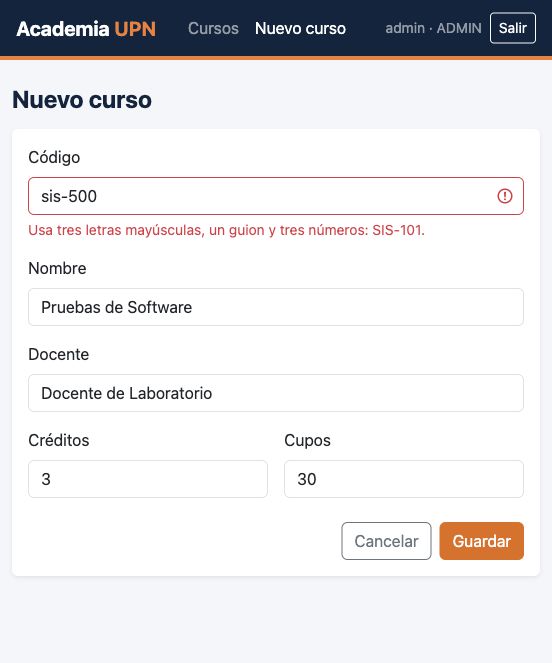 Academia UPN Cursos Nuevo curso admin · ADMIN Salir
Nuevo curso
Código
sis-500
Usa tres letras mayúsculas, un guion y tres números: SIS-101.
Nombre
Pruebas de Software
Docente
Docente de Laboratorio
Créditos Cupos
3 30
Cancelar Guardar